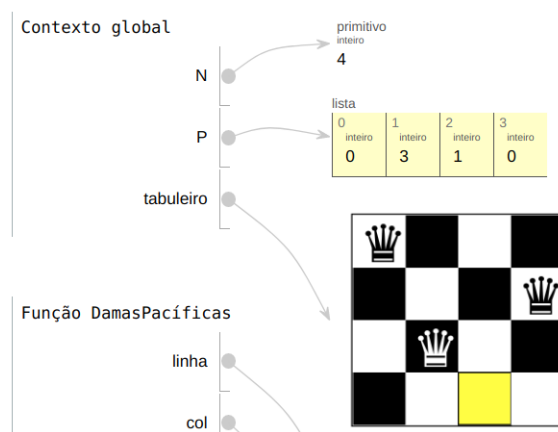 Contexto global
primitivo
inteiro
4
N
lista
0 1 2 3
inteiro inteiro inteiro inteiro
0 3 1 0
P
tabuleiro
Função DamasPacíficas
linha
col